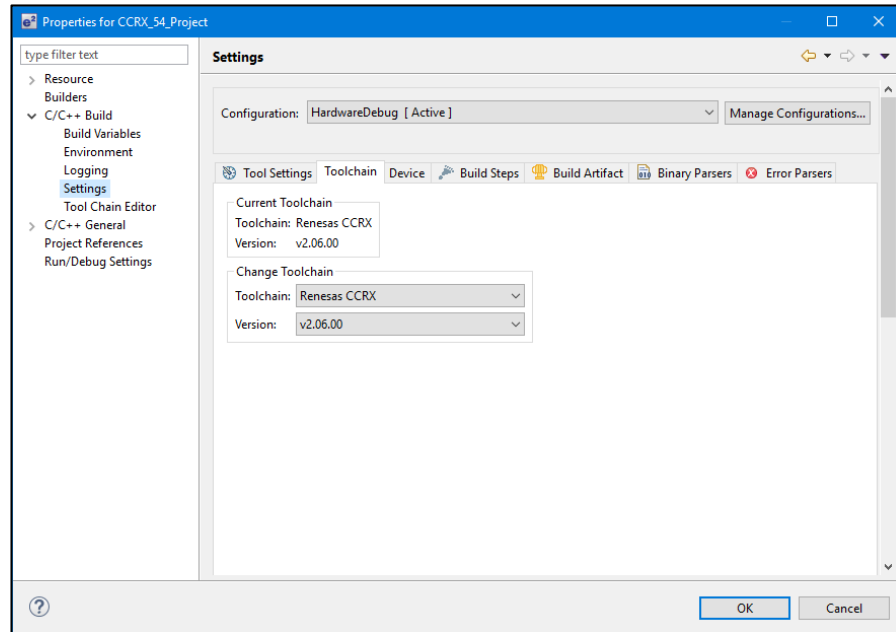 e² Properties for CCRX_54_Project
type filter text
Resource
Builders
C/C++ Build
Build Variables
Environment
Logging
Settings
Tool Chain Editor
C/C++ General
Project References
Run/Debug Settings
Settings
Configuration: HardwareDebug [ Active ] Manage Configurations...
Tool Settings Toolchain Device Build Steps Build Artifact Binary Parsers Error Parsers
Current Toolchain
Toolchain: Renesas CCRX
Version: v2.06.00
Change Toolchain
Toolchain: Renesas CCRX
Version: v2.06.00
OK Cancel